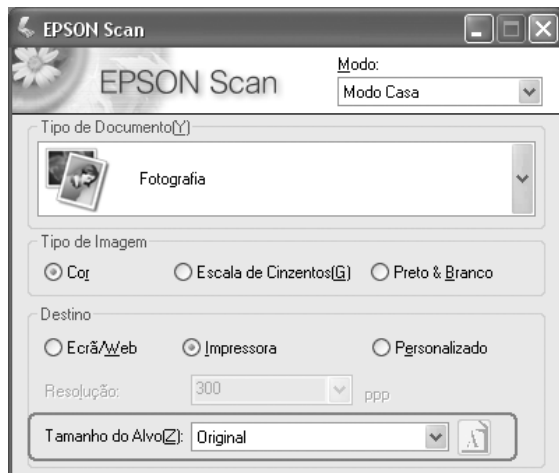 EPSON Scan
EPSON Scan
Modo:
Modo Casa
Tipo de Documento(Y)
Fotografia
Tipo de Imagem
Cor
Escala de Cinzentos(G)
Preto & Branco
Destino
Ecrã/Web
Impressora
Personalizado
Resolução:
300
ppp
Tamanho do Alvo(Z):
Original
A